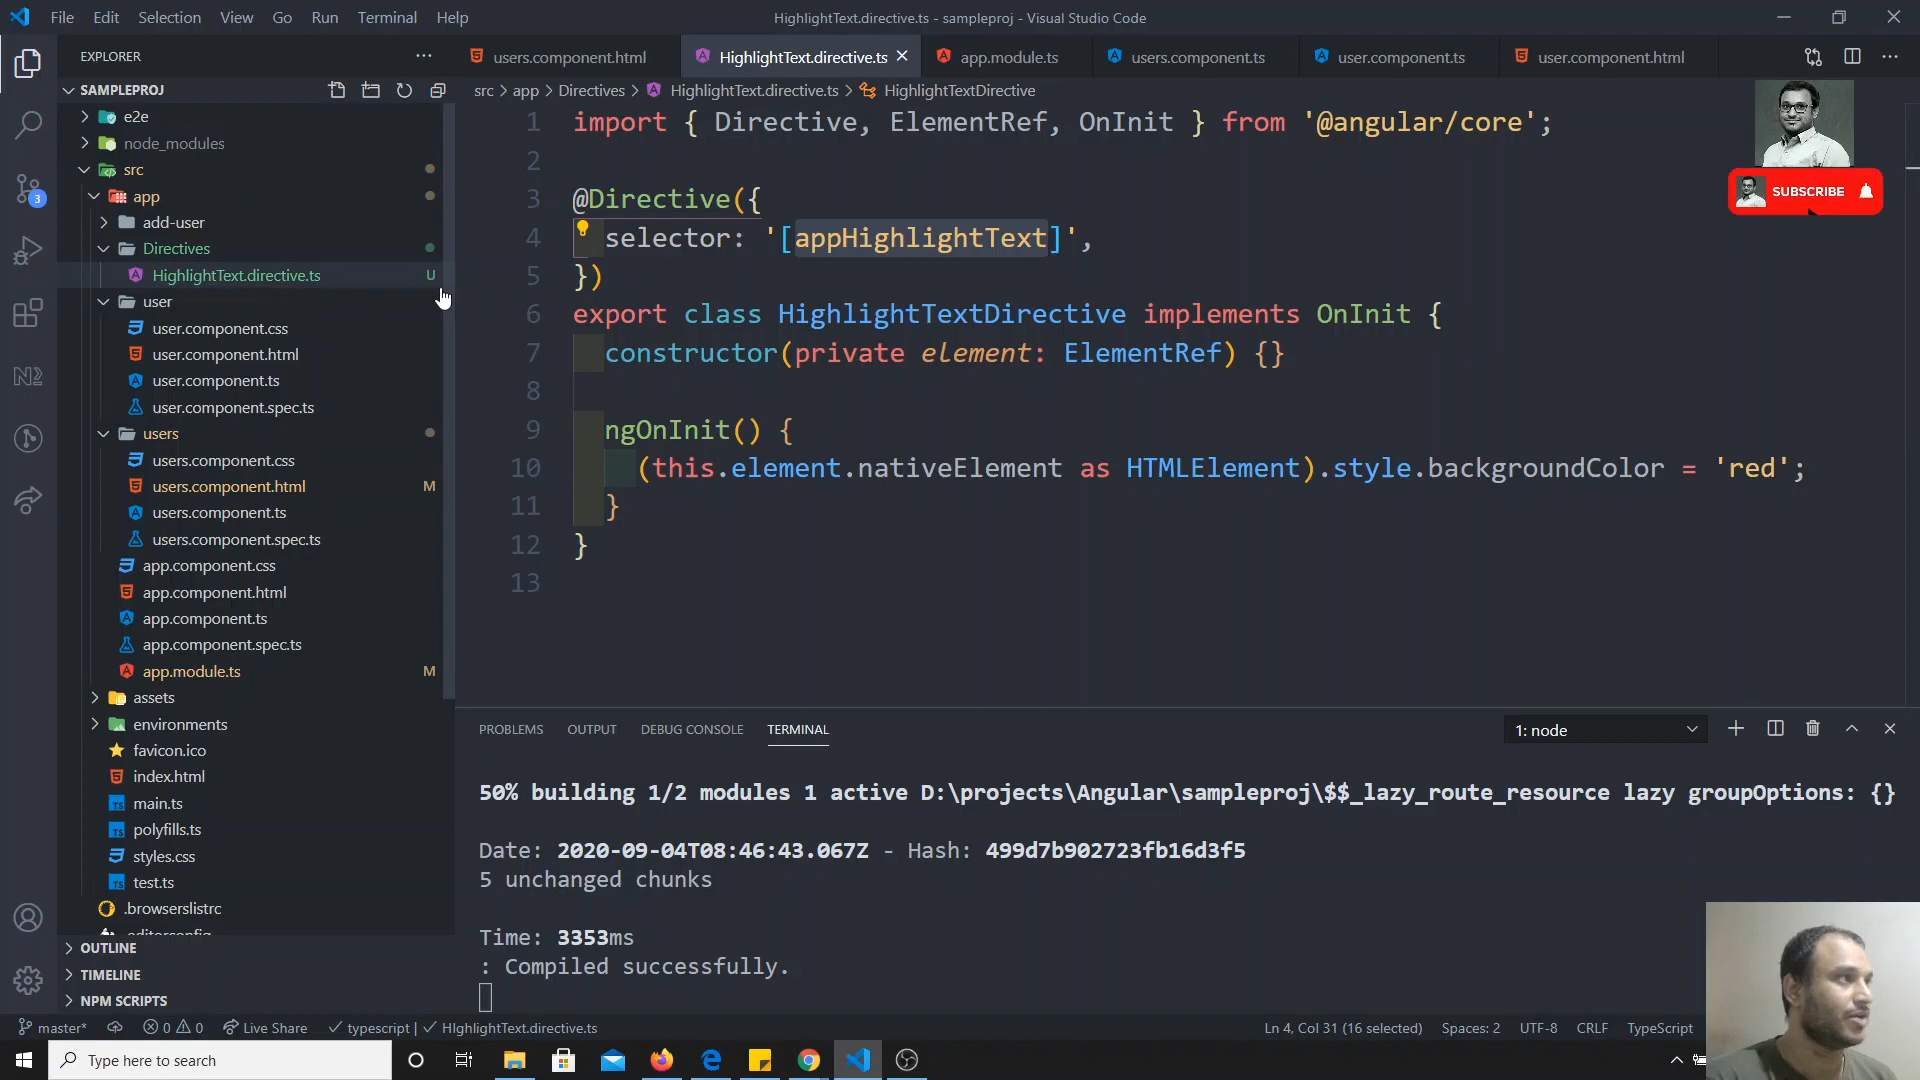 File Edit Selection View Go Run Terminal Help
HighlightText.directive.ts - sampleproj - Visual Studio Code
EXPLORER
users.component.html
HighlightText.directive.ts
app.module.ts
users.component.ts
user.component.ts
user.component.html
SAMPLEPROJ
src > app > Directives > HighlightText.directive.ts > HighlightTextDirective
e2e
node_modules
src
app
add-user
Directives
HighlightText.directive.ts U
user
user.component.css
user.component.html
user.component.ts
user.component.spec.ts
users
users.component.css
users.component.html M
users.component.ts
users.component.spec.ts
app.component.css
app.component.html
app.component.ts
app.component.spec.ts
app.module.ts M
assets
environments
favicon.ico
index.html
main.ts
polyfills.ts
styles.css
test.ts
.browserslistrc
OUTLINE
TIMELINE
NPM SCRIPTS
3
1 import { Directive, ElementRef, OnInit } from '@angular/core';
2
3 @Directive({
4 selector: '[appHighlightText]',
5 })
6 export class HighlightTextDirective implements OnInit {
7 constructor(private element: ElementRef) {}
8
9 ngOnInit() {
10 (this.element.nativeElement as HTMLElement).style.backgroundColor = 'red';
11 }
12 }
13
SUBSCRIBE
PROBLEMS OUTPUT DEBUG CONSOLE TERMINAL
1: node
50% building 1/2 modules 1 active D:\projects\Angular\sampleproj\$$_lazy_route_resource lazy groupOptions: {}
Date: 2020-09-04T08:46:43.067Z - Hash: 499d7b902723fb16d3f5
5 unchanged chunks
Time: 3353ms
: Compiled successfully.
master* 0 0 Live Share typescript | HIghlightText.directive.ts
Ln 4, Col 31 (16 selected) Spaces: 2 UTF-8 CRLF TypeScript
Type here to search